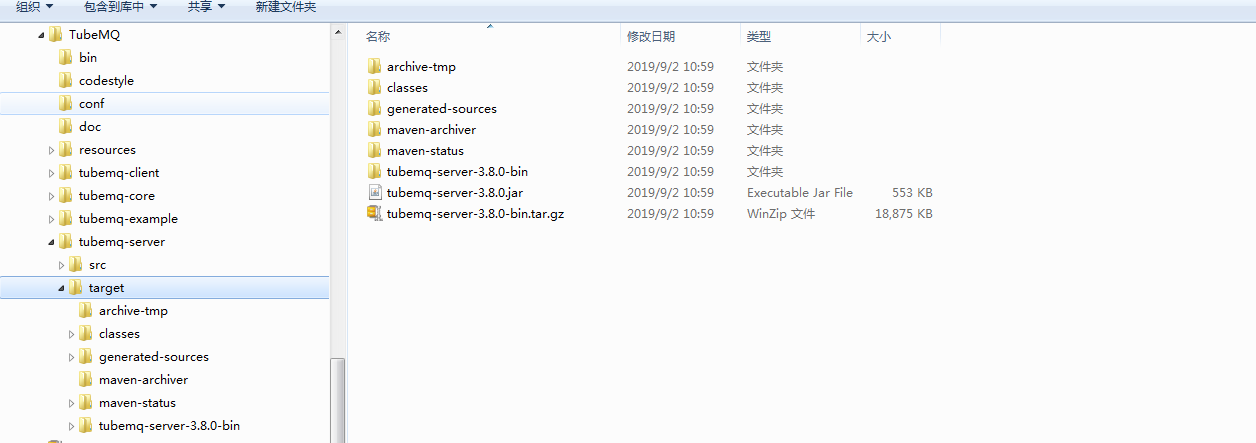 组织 包含到库中 共享 新建文件夹
TubeMQ
bin
codestyle
conf
doc
resources
tubemq-client
tubemq-core
tubemq-example
tubemq-server
src
target
archive-tmp
classes
generated-sources
maven-archiver
maven-status
tubemq-server-3.8.0-bin
名称 修改日期 类型 大小
archive-tmp 2019/9/2 10:59 文件夹
classes 2019/9/2 10:59 文件夹
generated-sources 2019/9/2 10:59 文件夹
maven-archiver 2019/9/2 10:59 文件夹
maven-status 2019/9/2 10:59 文件夹
tubemq-server-3.8.0-bin 2019/9/2 10:59 文件夹
tubemq-server-3.8.0.jar 2019/9/2 10:59 Executable Jar File 553 KB
tubemq-server-3.8.0-bin.tar.gz 2019/9/2 10:59 WinZip 文件 18,875 KB